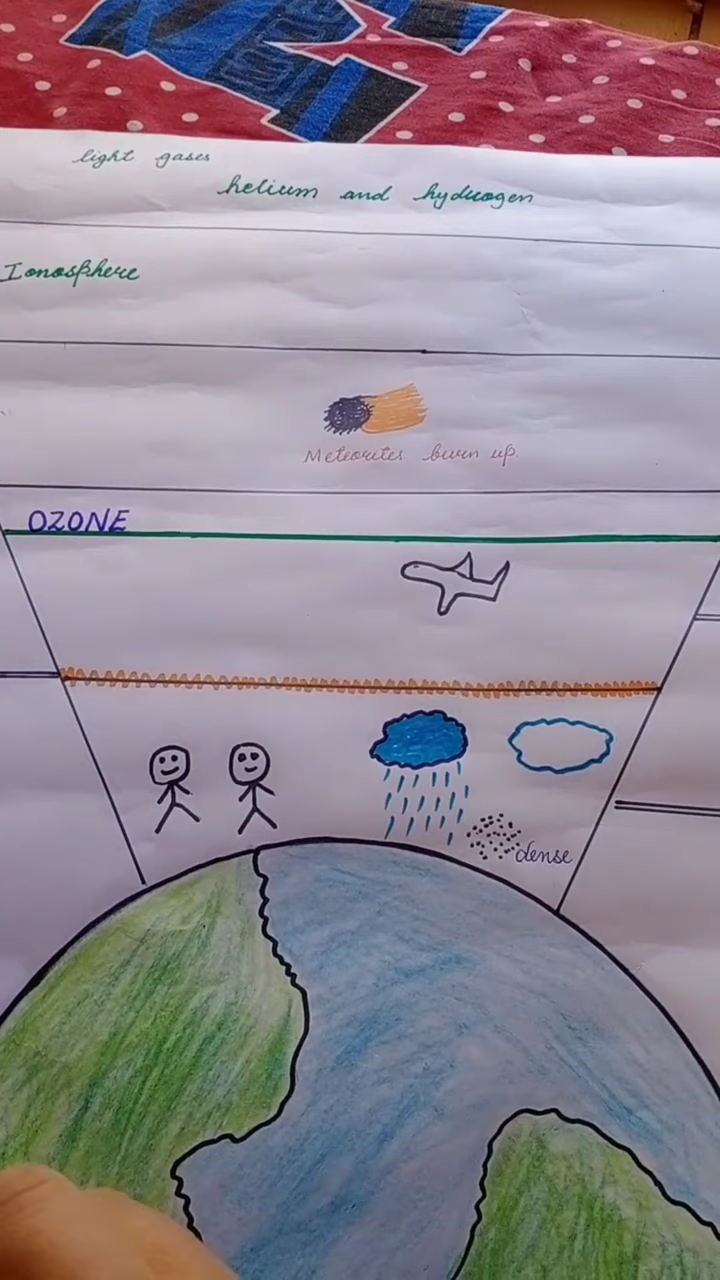 light gases
helium and hydrogen
Ionosphere
Meteorites burn up.
OZONE
dense